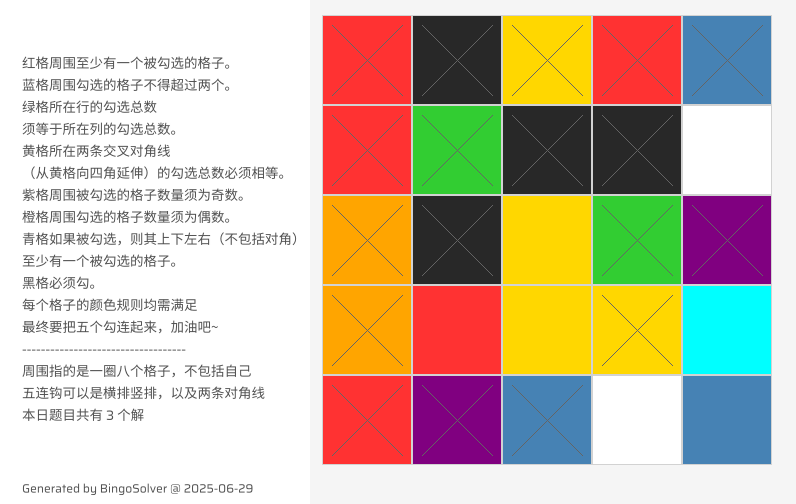 红格周围至少有一个被勾选的格子。
蓝格周围勾选的格子不得超过两个。
绿格所在行的勾选总数
须等于所在列的勾选总数。
黄格所在两条交叉对角线
（从黄格向四角延伸）的勾选总数必须相等。
紫格周围被勾选的格子数量须为奇数。
橙格周围勾选的格子数量须为偶数。
青格如果被勾选，则其上下左右（不包括对角）
至少有一个被勾选的格子。
黑格必须勾。
每个格子的颜色规则均需满足
最终要把五个勾连起来，加油吧~
-----------------------------------
周围指的是一圈八个格子，不包括自己
五连钩可以是横排竖排，以及两条对角线
本日题目共有 3 个解
Generated by BingoSolver @ 2025-06-29